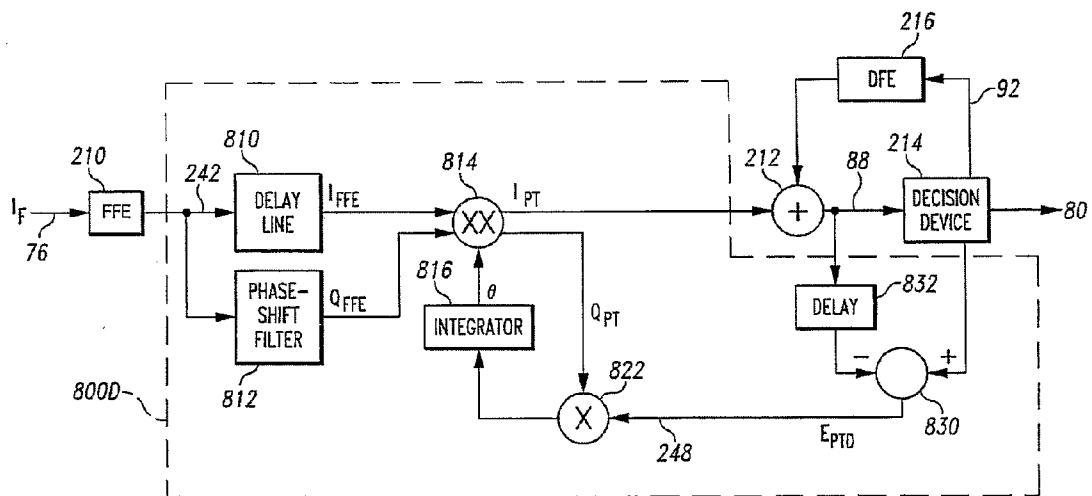 216
DFE
92
210
810
814
212
214
242
88
I_F
FFE
DELAY
LINE
I_FFE
XX
I_PT
+
DECISION
DEVICE
80
76
816
θ
832
PHASE-
SHIFT
FILTER
Q_FFE
INTEGRATOR
Q_PT
DELAY
822
−
+
800D
812
X
248
E_PTD
830